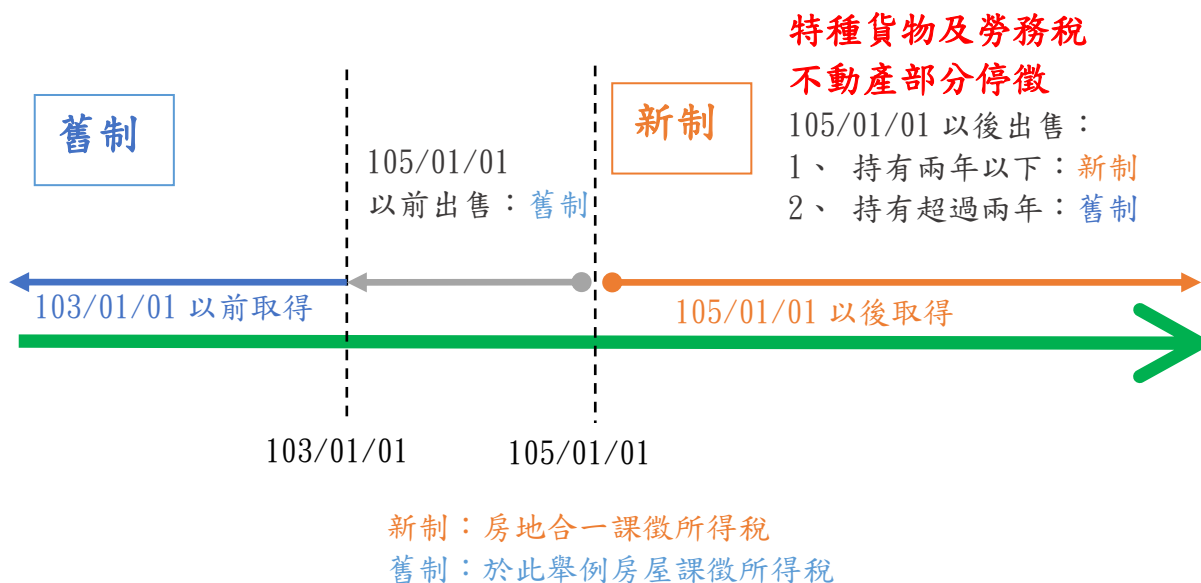 特種貨物及勞務稅
不動產部分停徵
舊制
新制
105/01/01
以前出售：舊制
105/01/01 以後出售：
1、 持有兩年以下：新制
2、 持有超過兩年：舊制
103/01/01 以前取得
105/01/01 以後取得
103/01/01
105/01/01
新制：房地合一課徵所得稅
舊制：於此舉例房屋課徵所得稅